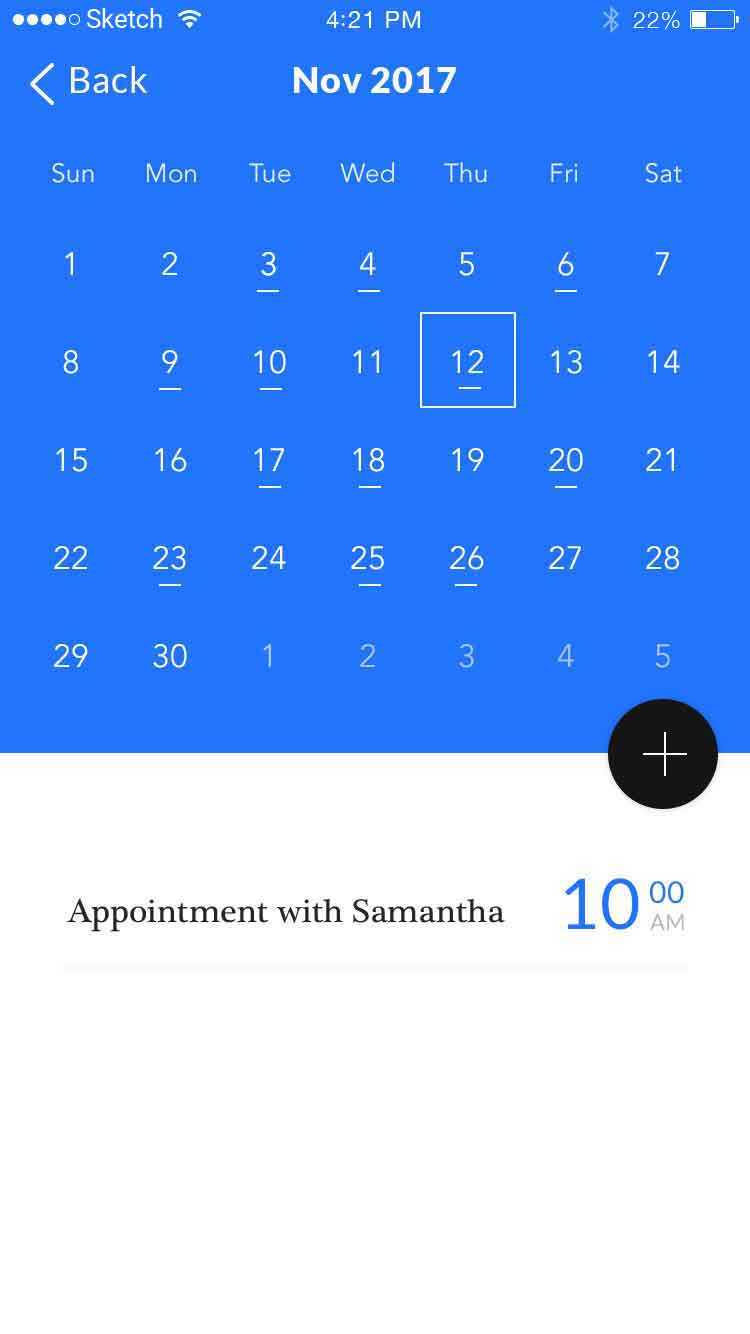 Sketch 4:21 PM 22%
Back Nov 2017
Sun Mon Tue Wed Thu Fri Sat
1 2 3 4 5 6 7
8 9 10 11 12 13 14
15 16 17 18 19 20 21
22 23 24 25 26 27 28
29 30 1 2 3 4 5
Appointment with Samantha 10 00 AM